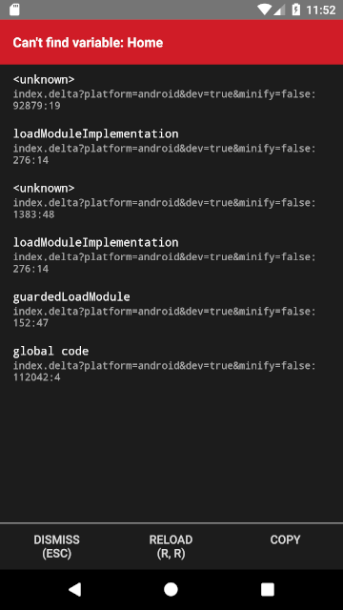 11:52
Can't find variable: Home
<unknown>
index.delta?platform=android&dev=true&minify=false:
92879:19
loadModuleImplementation
index.delta?platform=android&dev=true&minify=false:
276:14
<unknown>
index.delta?platform=android&dev=true&minify=false:
1383:48
loadModuleImplementation
index.delta?platform=android&dev=true&minify=false:
276:14
guardedLoadModule
index.delta?platform=android&dev=true&minify=false:
152:47
global code
index.delta?platform=android&dev=true&minify=false:
112042:4
DISMISS
(ESC)
RELOAD
(R, R)
COPY